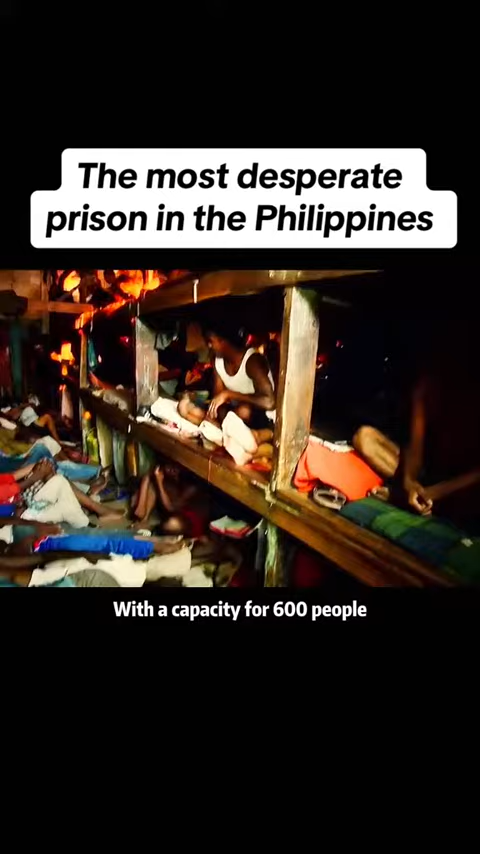 The most desperate
prison in the Philippines
With a capacity for 600 people